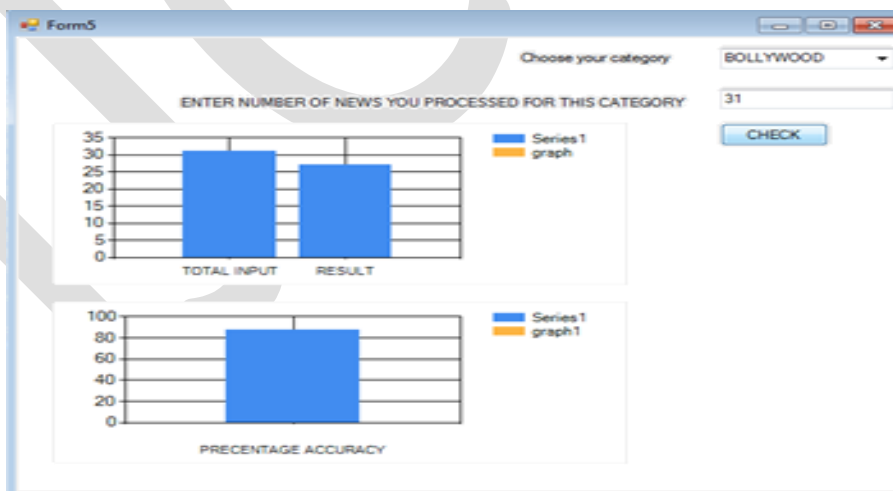 Form5
Choose your category
BOLLYWOOD
ENTER NUMBER OF NEWS YOU PROCESSED FOR THIS CATEGORY
31
CHECK
35
30
25
20
15
10
5
0
TOTAL INPUT RESULT
Series1
graph
100
80
60
40
20
0
PRECENTAGE ACCURACY
Series1
graph1